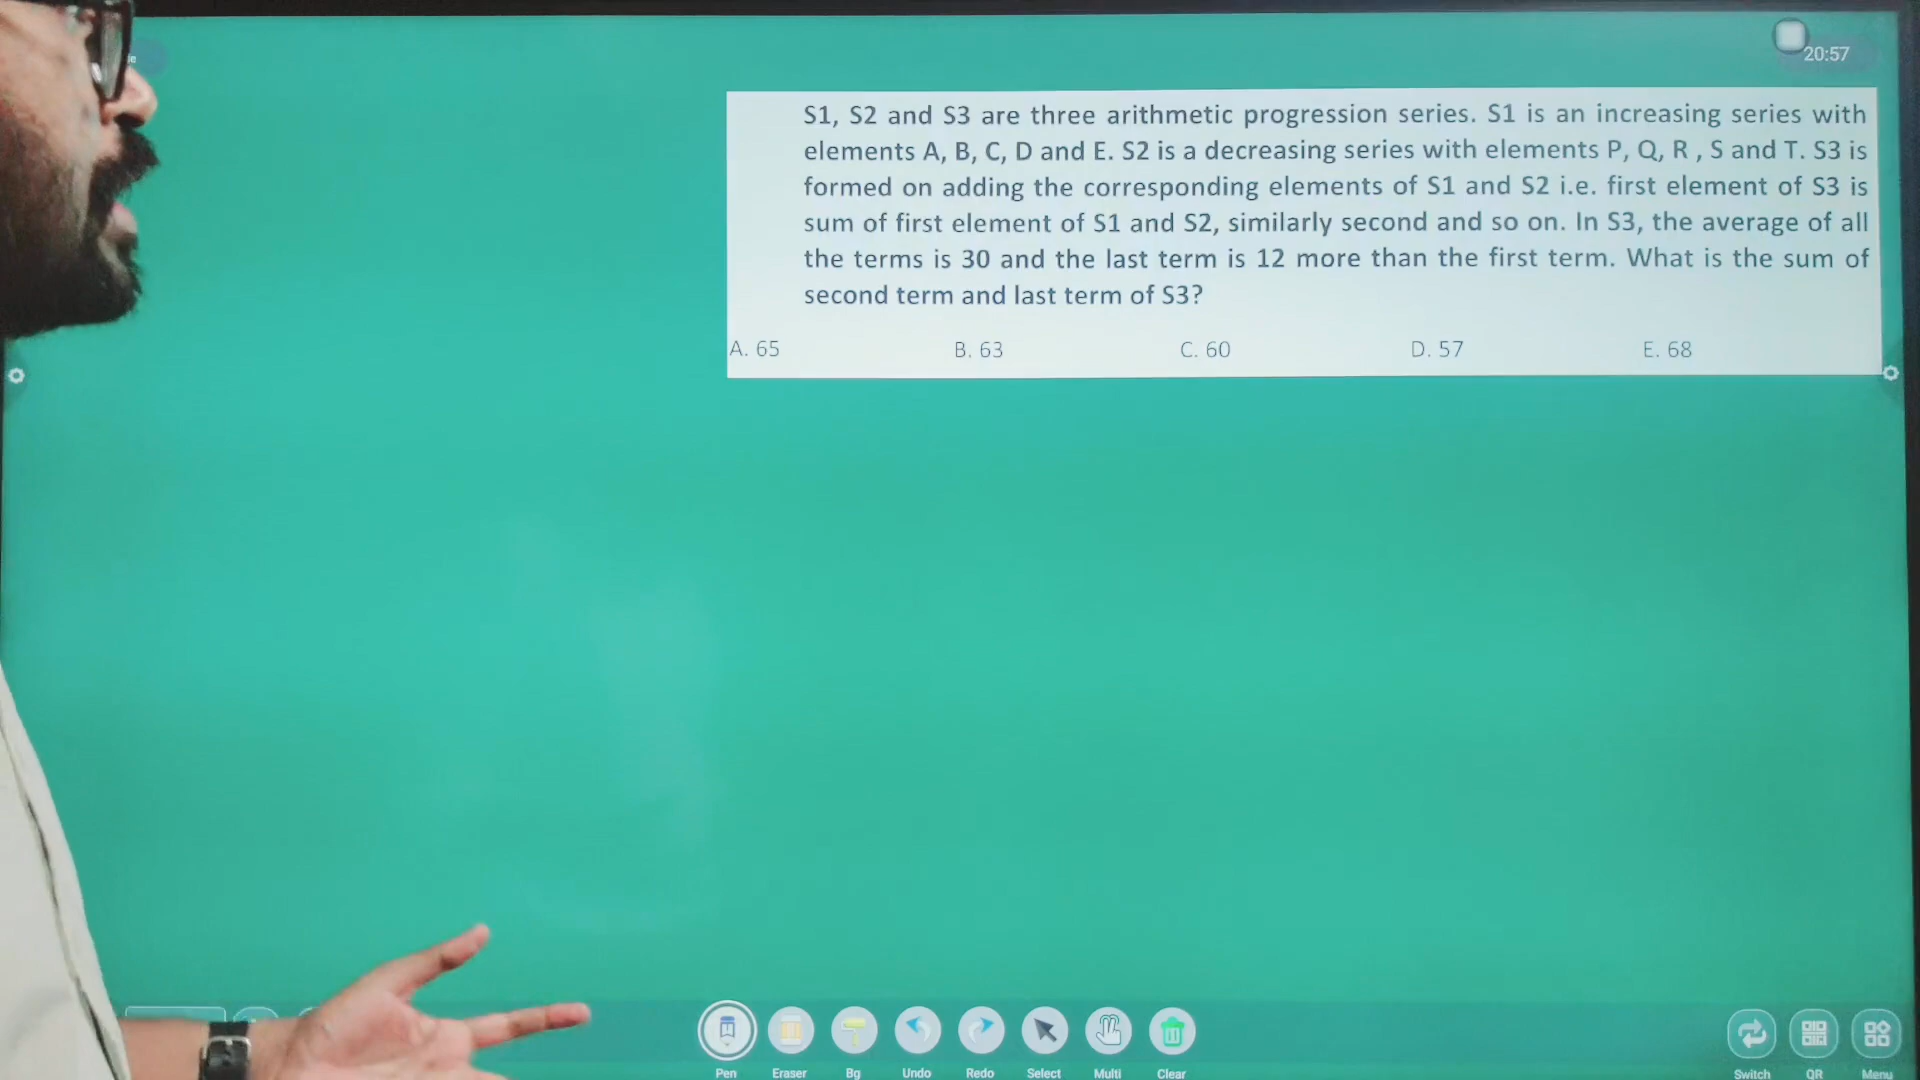 e
20:57
S1, S2 and S3 are three arithmetic progression series. S1 is an increasing series with
elements A, B, C, D and E. S2 is a decreasing series with elements P, Q, R , S and T. S3 is
formed on adding the corresponding elements of S1 and S2 i.e. first element of S3 is
sum of first element of S1 and S2, similarly second and so on. In S3, the average of all
the terms is 30 and the last term is 12 more than the first term. What is the sum of
second term and last term of S3?
A. 65 B. 63 C. 60 D. 57 E. 68
Pen Eraser Bg Undo Redo Select Multi Clear Switch QR Menu